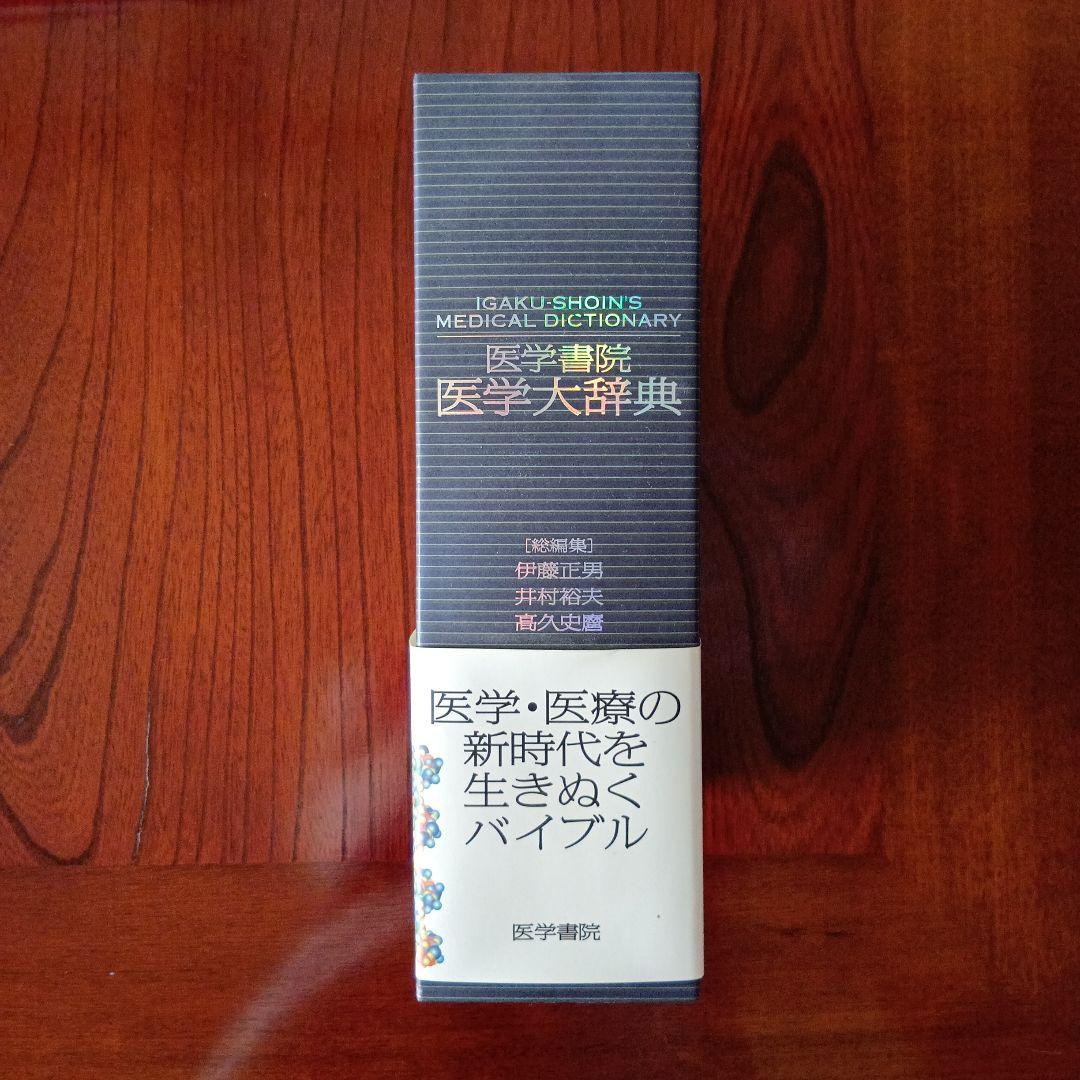 IGAKU-SHOIN'S
MEDICAL DICTIONARY
医学書院
医学大辞典
[総編集]
伊藤正男
井村裕夫
高久史麿
医学・医療の
新時代を
生きぬく
バイブル
医学書院